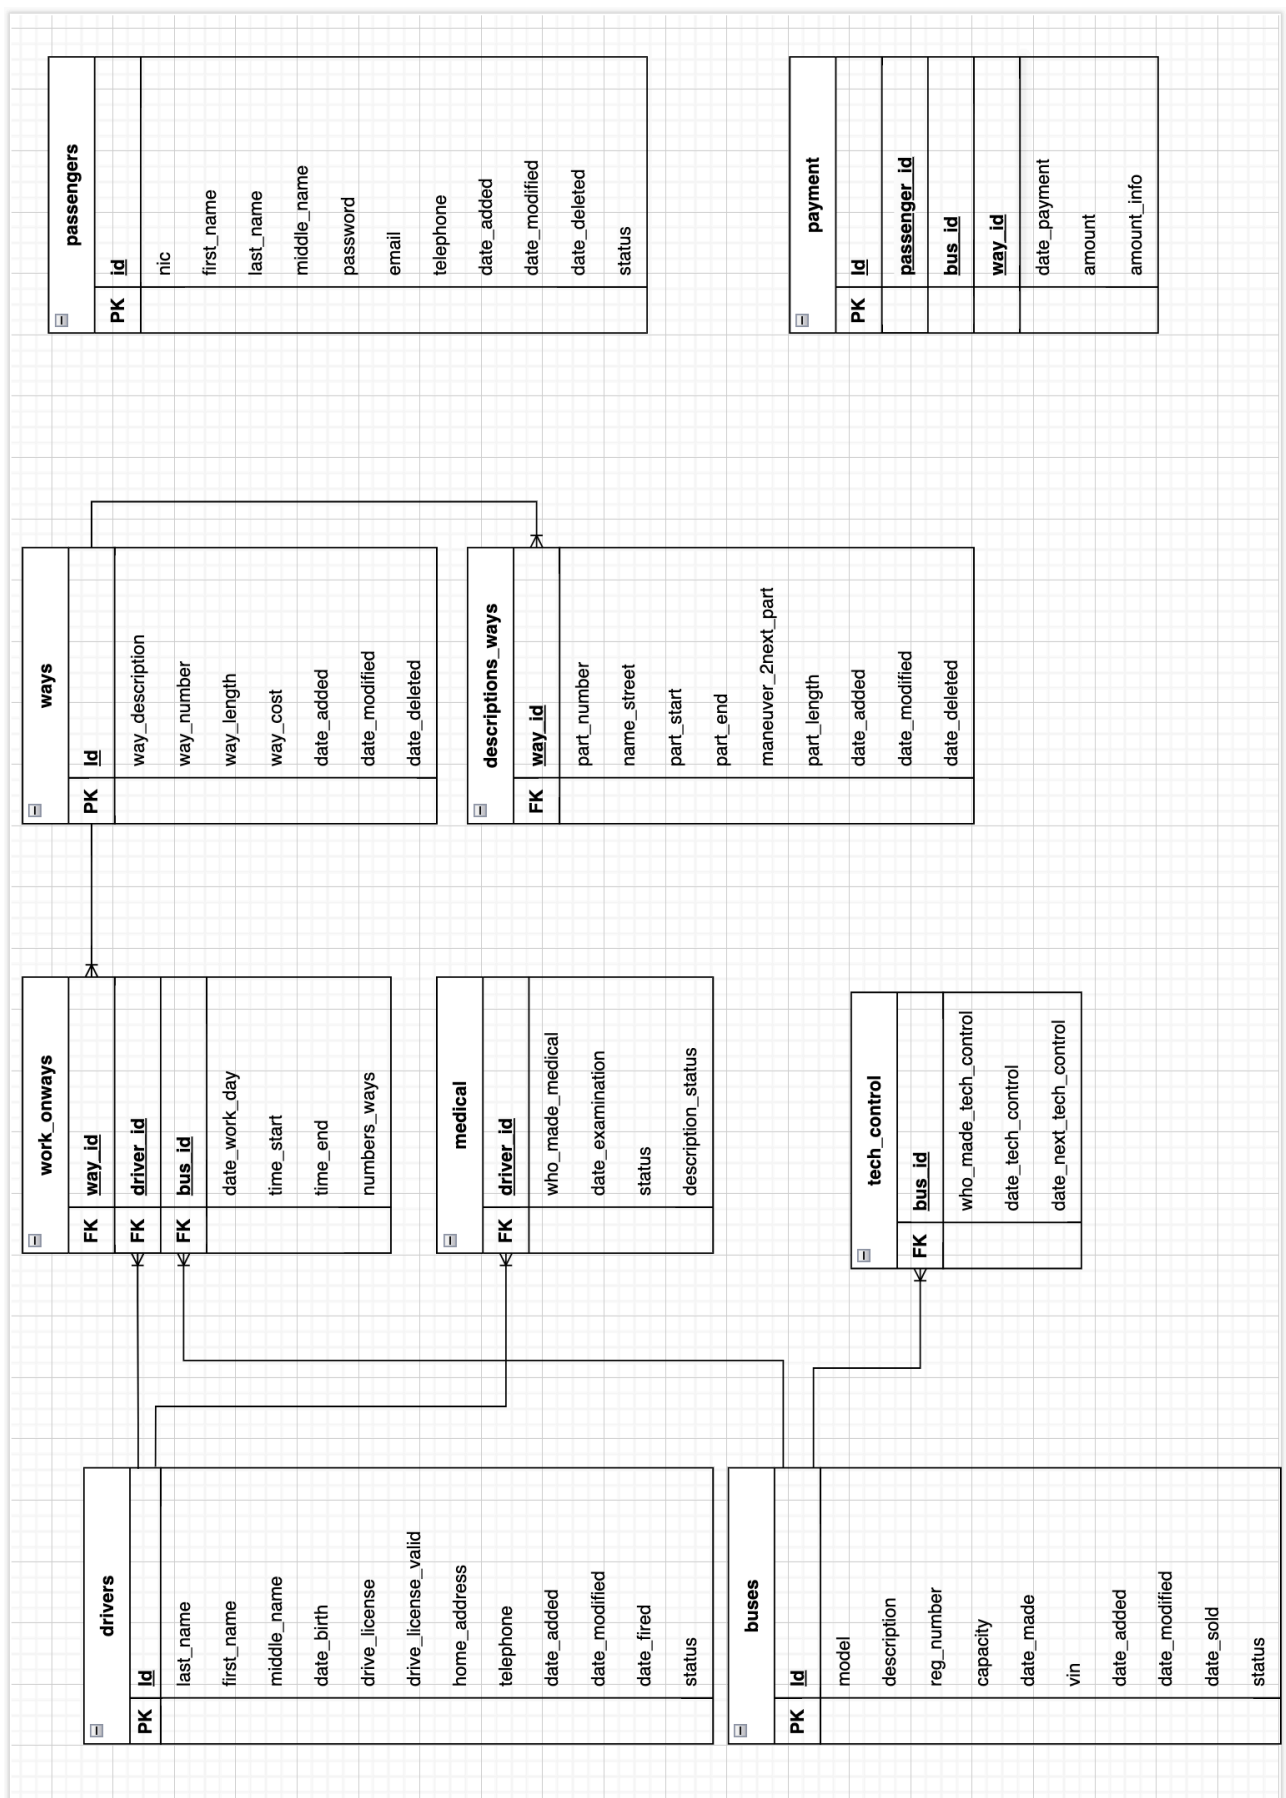 drivers
PK Id
last_name
first_name
middle_name
date_birth
drive_license
drive_license_valid
home_address
telephone
date_added
date_modified
date_fired
status
buses
PK Id
model
description
reg_number
capacity
date_made
vin
date_added
date_modified
date_sold
status
work_onways
FK way_id
FK driver_id
FK bus_id
date_work_day
time_start
time_end
numbers_ways
medical
FK driver_id
who_made_medical
date_examination
status
description_status
tech_control
FK bus_id
who_made_tech_control
date_tech_control
date_next_tech_control
ways
PK Id
way_description
way_number
way_length
way_cost
date_added
date_modified
date_deleted
descriptions_ways
FK way_id
part_number
name_street
part_start
part_end
maneuver_2next_part
part_length
date_added
date_modified
date_deleted
passengers
PK id
nic
first_name
last_name
middle_name
password
email
telephone
date_added
date_modified
date_deleted
status
payment
PK Id
passenger_id
bus_id
way_id
date_payment
amount
amount_info